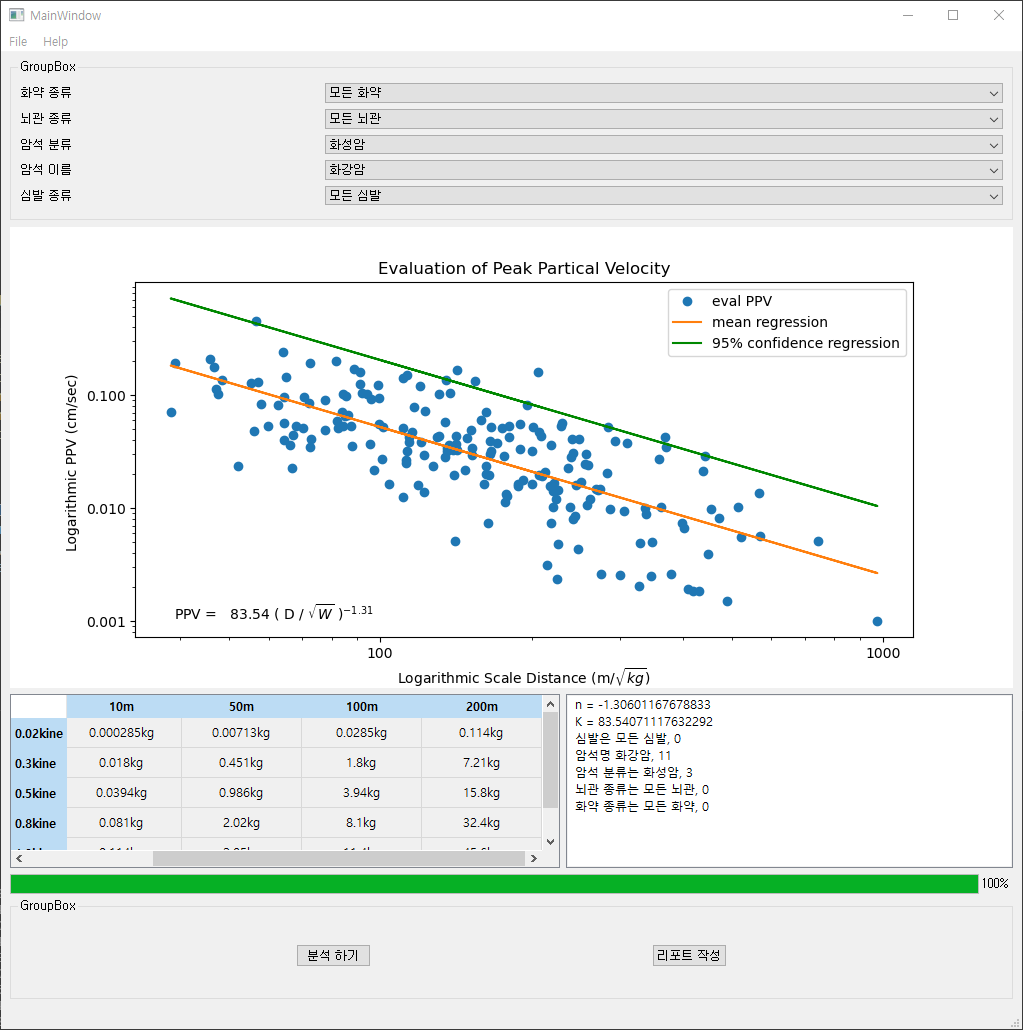 MainWindow
File Help
GroupBox
화약 종류 모든 화약
뇌관 종류 모든 뇌관
암석 분류 화성암
암석 이름 화강암
심발 종류 모든 심발
Evaluation of Peak Partical Velocity
eval PPV
mean regression
95% confidence regression
Logarithmic PPV (cm/sec)
0.100
0.010
0.001
PPV = 83.54 ( D / √W )^−1.31
100 1000
Logarithmic Scale Distance (m/√kg)
10m 50m 100m 200m
0.02kine 0.000285kg 0.00713kg 0.0285kg 0.114kg
0.3kine 0.018kg 0.451kg 1.8kg 7.21kg
0.5kine 0.0394kg 0.986kg 3.94kg 15.8kg
0.8kine 0.081kg 2.02kg 8.1kg 32.4kg
n = -1.30601167678833
K = 83.54071117632292
심발은 모든 심발, 0
암석명 화강암, 11
암석 분류는 화성암, 3
뇌관 종류는 모든 뇌관, 0
화약 종류는 모든 화약, 0
100%
GroupBox
분석 하기 리포트 작성